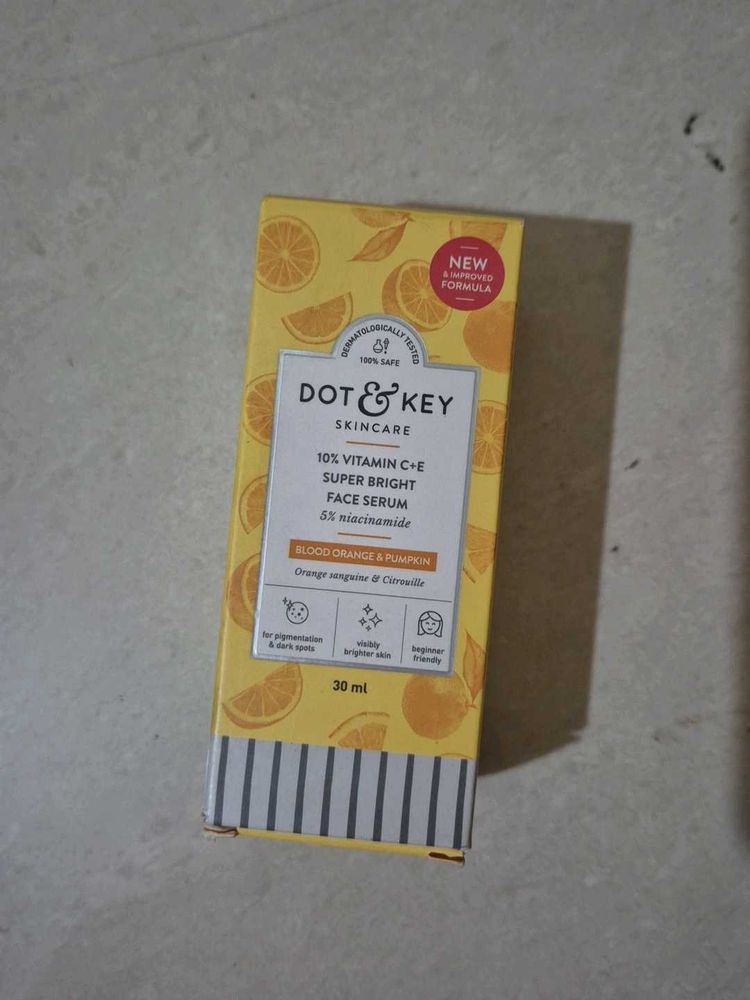 NEW
& IMPROVED
FORMULA
DERMATOLOGICALLY TESTED
100% SAFE
DOT & KEY
SKINCARE
10% VITAMIN C+E
SUPER BRIGHT
FACE SERUM
5% niacinamide
BLOOD ORANGE & PUMPKIN
Orange sanguine & Citrouille
for pigmentation
& dark spots
visibly
brighter skin
beginner
friendly
30 ml